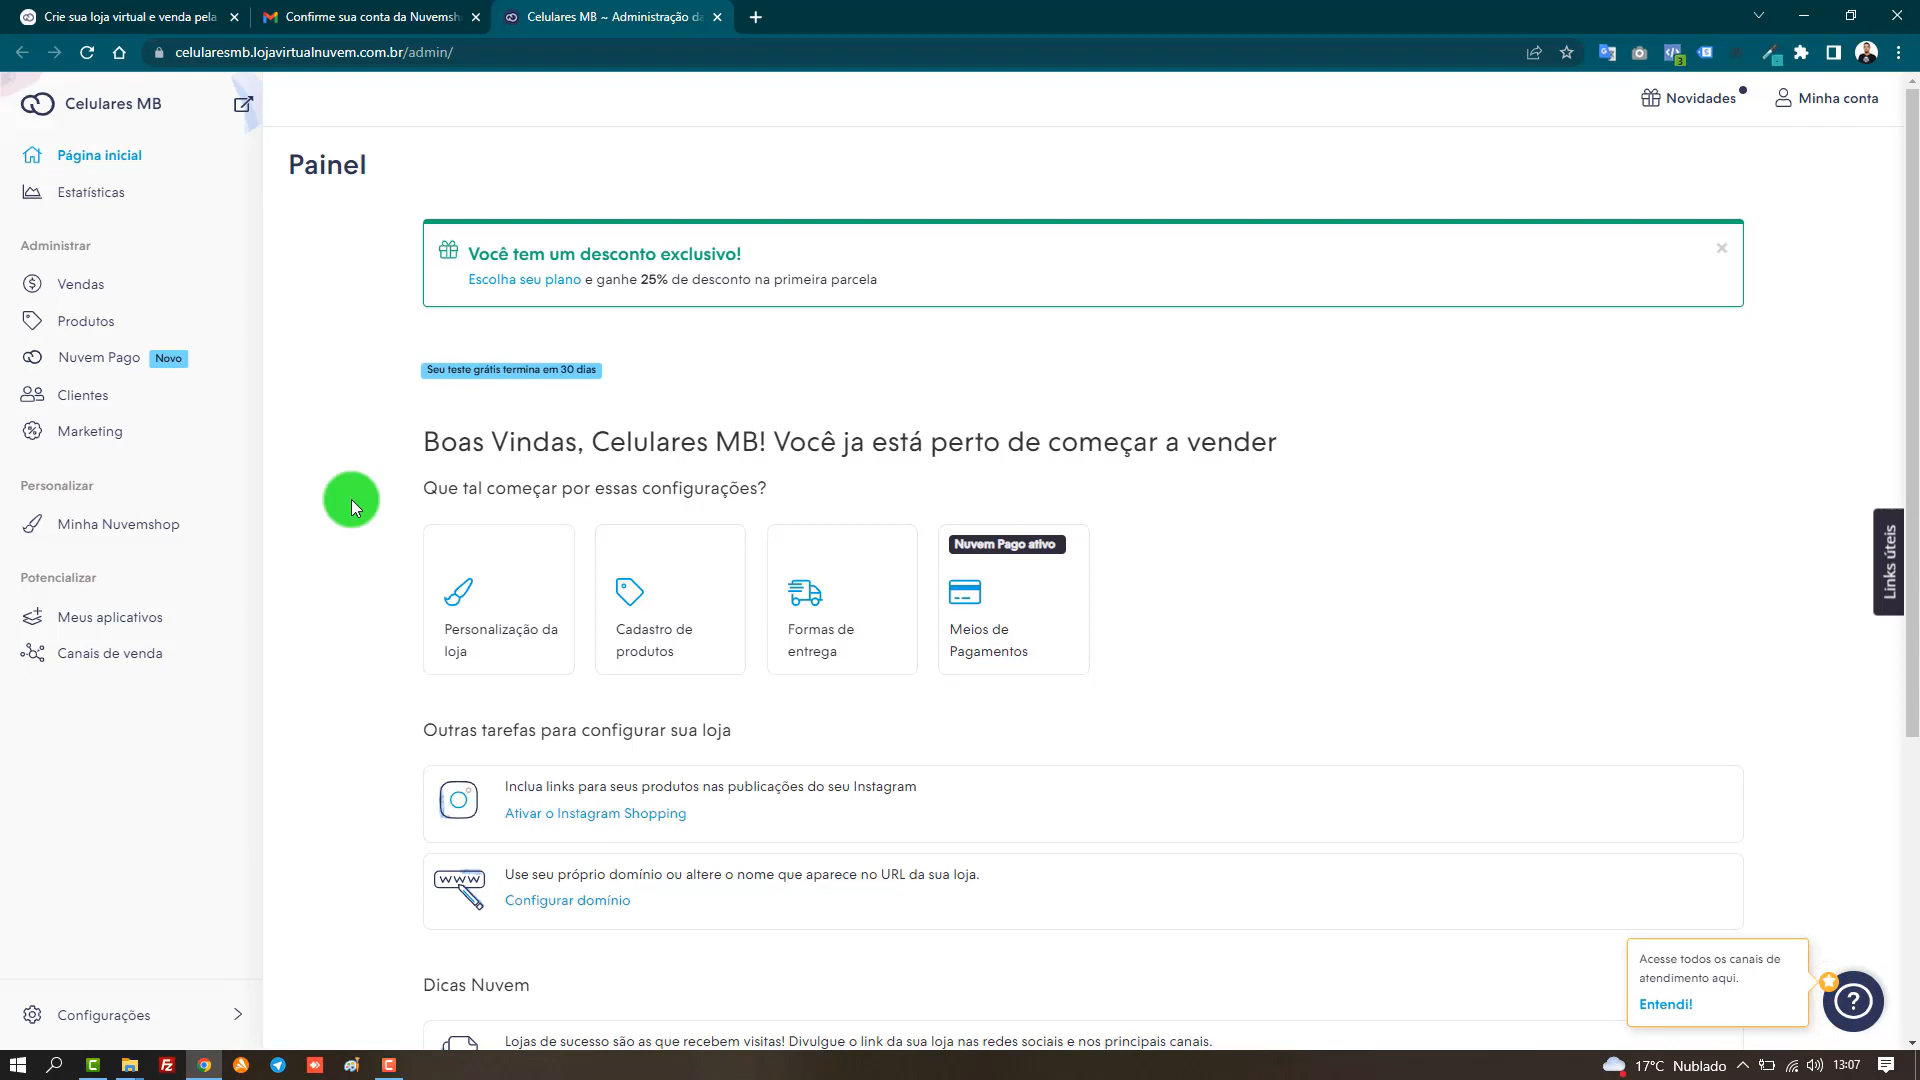 Crie sua loja virtual e venda pela
Confirme sua conta da Nuvemsh
Celulares MB ~ Administração da
celularesmb.lojavirtualnuvem.com.br/admin/
3
Celulares MB
Novidades
Minha conta
Página inicial
Estatísticas
Administrar
Vendas
Produtos
Nuvem Pago Novo
Clientes
Marketing
Personalizar
Minha Nuvemshop
Potencializar
Meus aplicativos
Canais de venda
Configurações
Painel
Você tem um desconto exclusivo!
Escolha seu plano e ganhe 25% de desconto na primeira parcela
Seu teste grátis termina em 30 dias
Boas Vindas, Celulares MB! Você ja está perto de começar a vender
Que tal começar por essas configurações?
Personalização da
loja
Cadastro de
produtos
Formas de
entrega
Nuvem Pago ativo
Meios de
Pagamentos
Outras tarefas para configurar sua loja
Inclua links para seus produtos nas publicações do seu Instagram
Ativar o Instagram Shopping
WWW
Use seu próprio domínio ou altere o nome que aparece no URL da sua loja.
Configurar domínio
Dicas Nuvem
Lojas de sucesso são as que recebem visitas! Divulgue o link da sua loja nas redes sociais e nos principais canais.
Links úteis
Acesse todos os canais de
atendimento aqui.
Entendi!
17°C Nublado
13:07